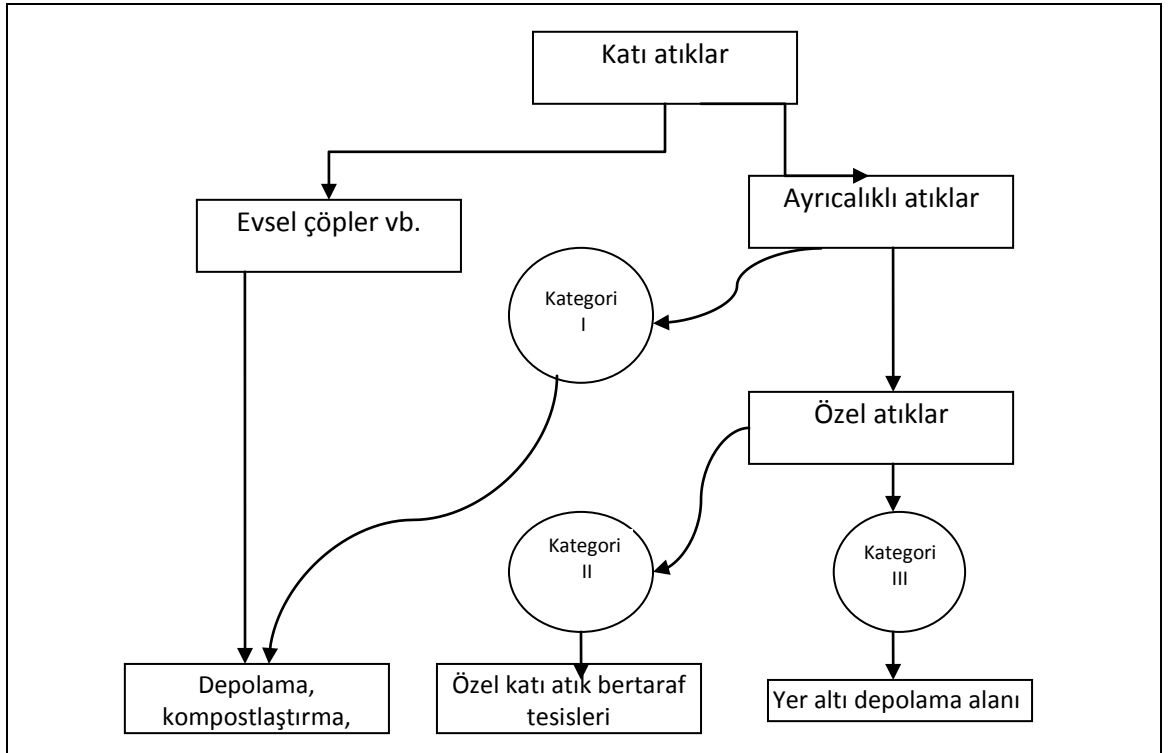 Katı atıklar
Evsel çöpler vb.
Ayrıcalıklı atıklar
Kategori
I
Özel atıklar
Kategori
II
Kategori
III
Depolama,
kompostlaştırma,
Özel katı atık bertaraf
tesisleri
Yer altı depolama alanı